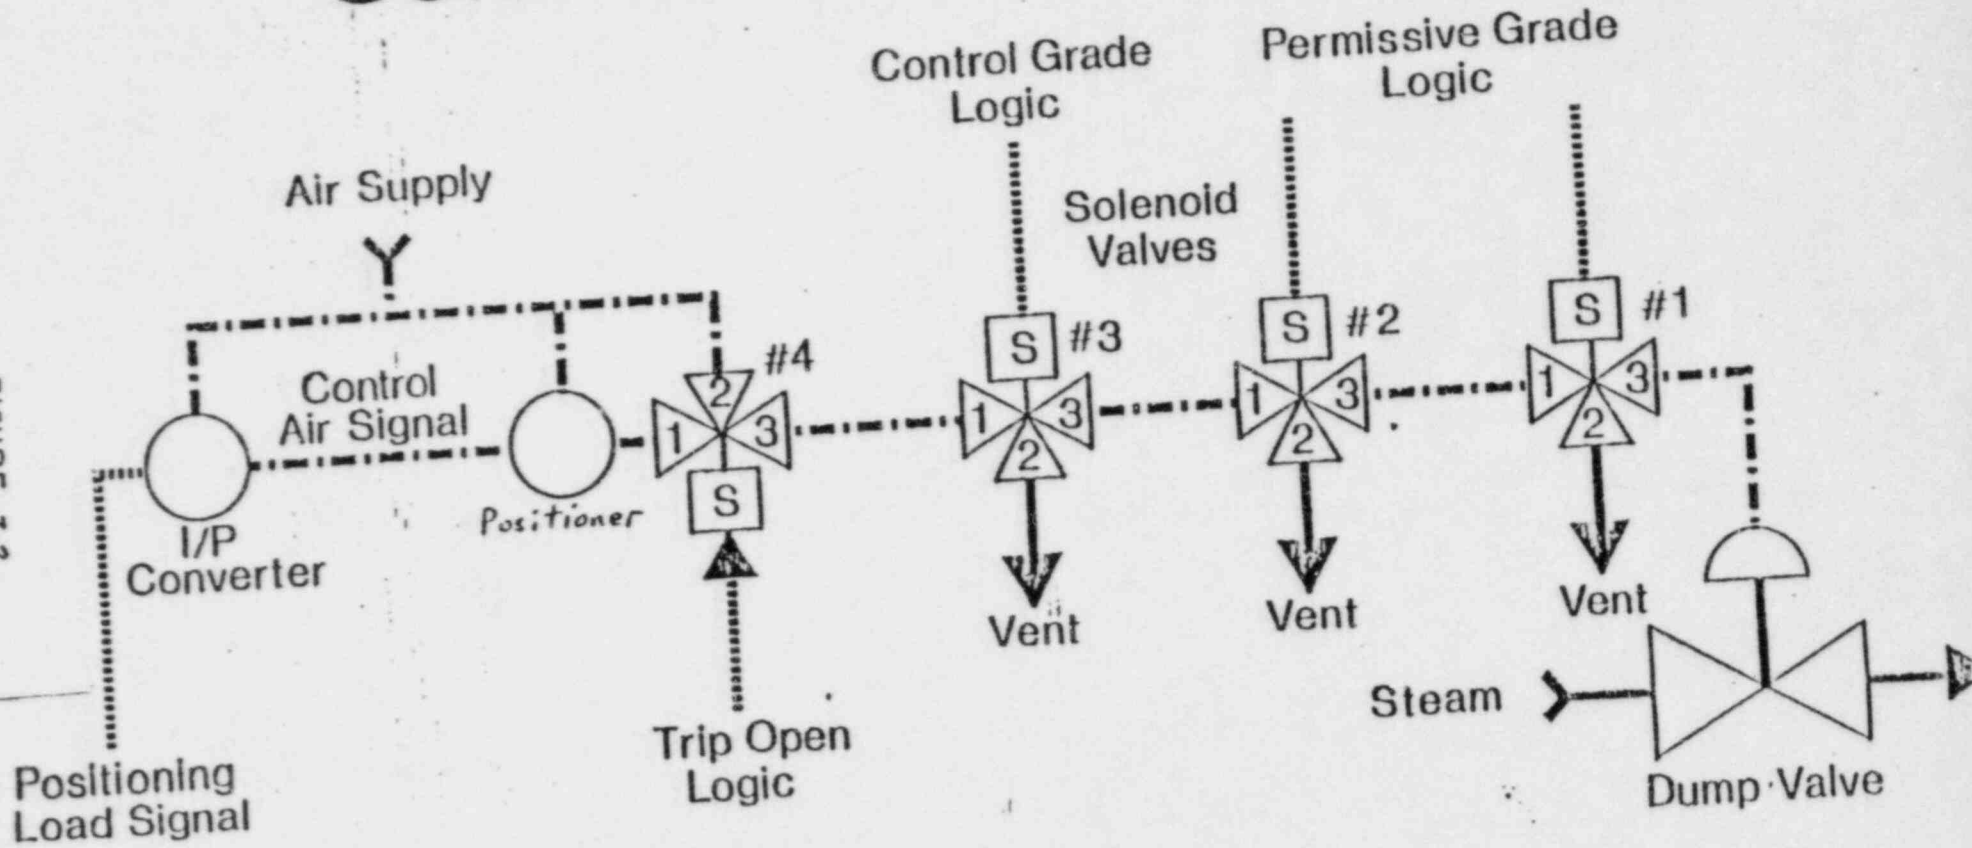 Control Grade
Logic
Permissive Grade
Logic
Air Supply
Solenoid
Valves
#4
#3
#2
#1
S
S
S
Control
Air Signal
2
1
3
1
3
1
3
1
3
2
2
2
S
Positioner
I/P
Converter
Vent
Vent
Vent
Trip Open
Logic
Steam
Dump Valve
Positioning
Load Signal